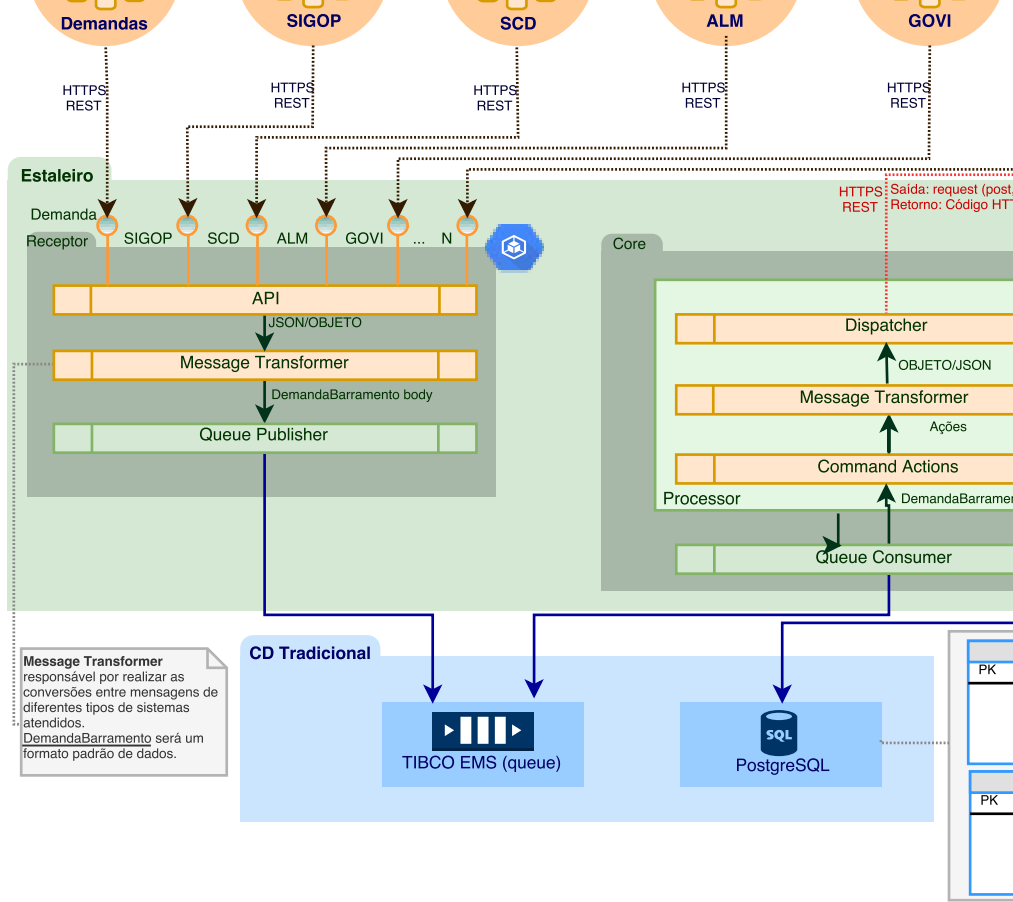 Demandas
SIGOP
SCD
ALM
GOVI
HTTPS
REST
HTTPS
REST
HTTPS
REST
HTTPS
REST
HTTPS
REST
Estaleiro
Demanda
SIGOP
SCD
ALM
GOVI
...
N
Receptor
API
JSON/OBJETO
Message Transformer
DemandaBarramento body
Queue Publisher
HTTPS
REST
Saída: request (post,
Retorno: Código HTT
Core
Dispatcher
OBJETO/JSON
Message Transformer
Ações
Command Actions
Processor
DemandaBarramen
Queue Consumer
Message Transformer
responsável por realizar as
conversões entre mensagens de
diferentes tipos de sistemas
atendidos.
DemandaBarramento será um
formato padrão de dados.
CD Tradicional
TIBCO EMS (queue)
SQL
PostgreSQL
PK
PK